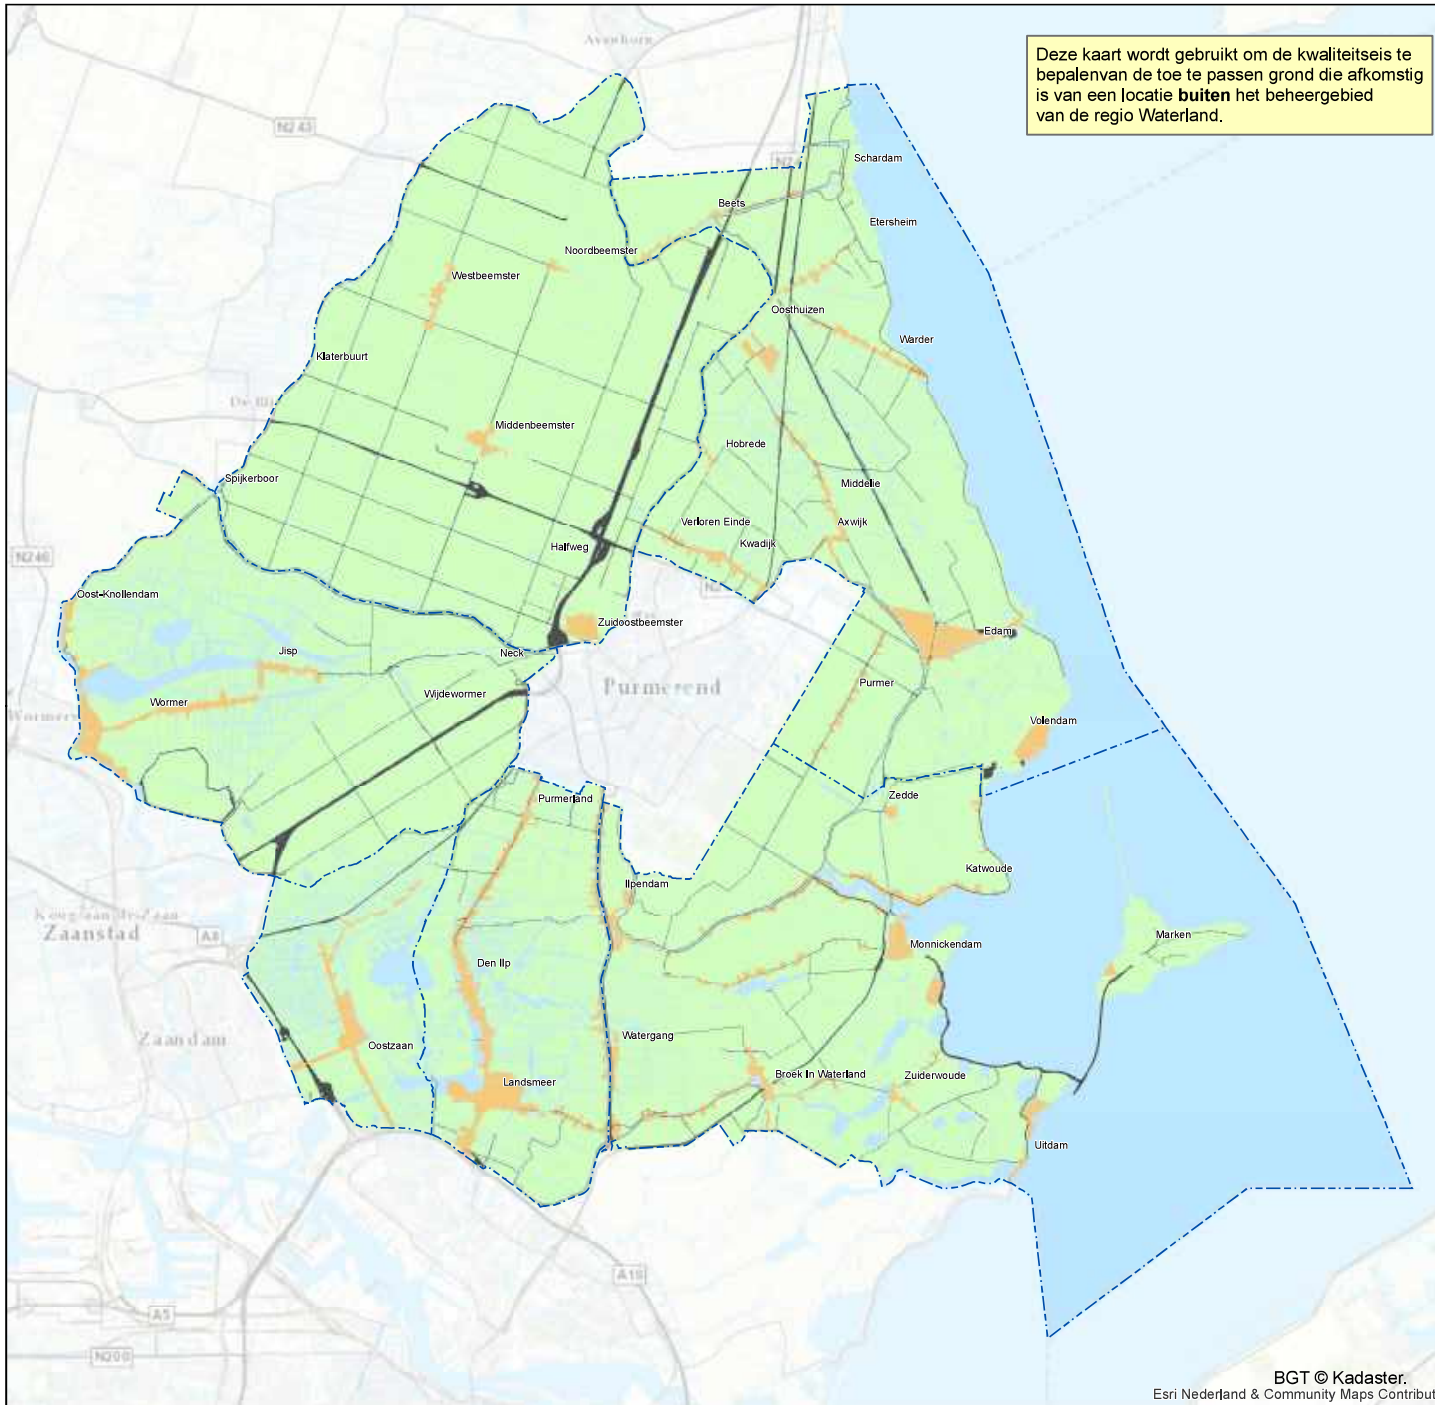 Avenhorn
Deze kaart wordt gebruikt om de kwaliteitseis te
bepalenvan de toe te passen grond die afkomstig
is van een locatie buiten het beheergebied
van de regio Waterland.
N243
Schardam
Beets
Etersheim
Noordbeemster
Westbeemster
Oosthuizen
Warder
Klaterbuurt
Middenbeemster
Hobrede
Spijkerboor
Middelie
Verloren Einde
Axwijk
Kwadijk
Halfweg
N246
Oost-Knollendam
Zuidoostbeemster
Edam
Jisp
Neck
Purmer
Purmerend
Wijdewormer
Wormer
Volendam
Purmerland
Zedde
Katwoude
Ilpendam
Zaanstad
A8
Marken
Monnickendam
Den Ilp
Zaandam
Watergang
Oostzaan
Broek In Waterland
Zuiderwoude
Landsmeer
Uitdam
A10
A5
N200
BGT © Kadaster.
Esri Nederland & Community Maps Contribut